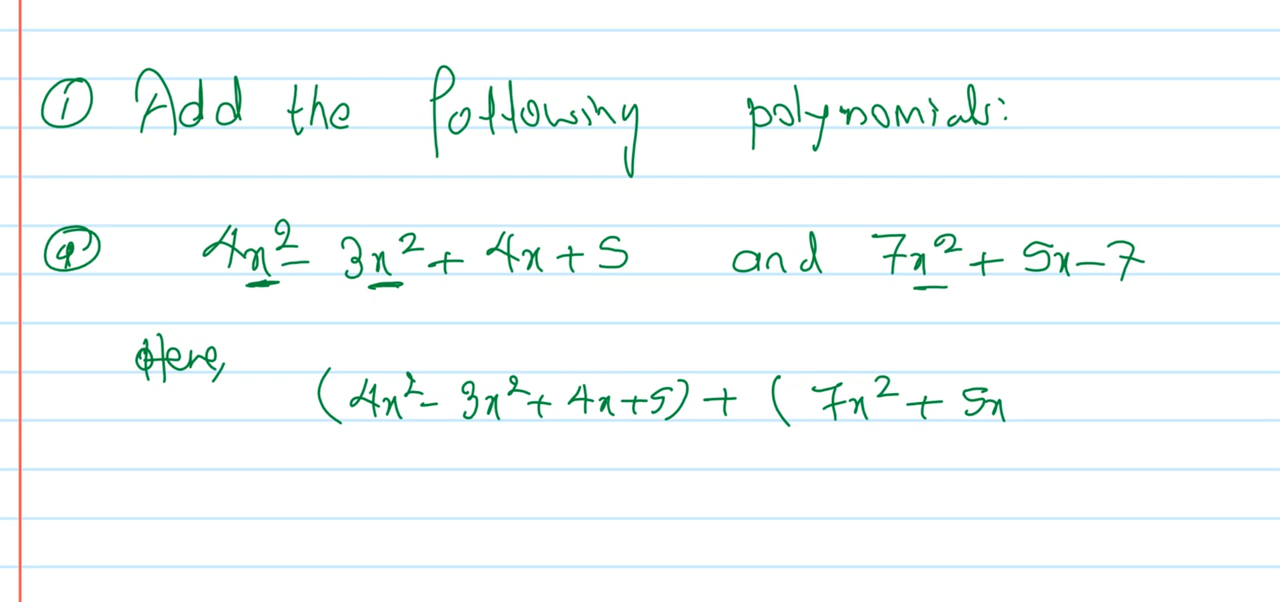 ① Add the following polynomials:
ⓐ 4x² - 3x² + 4x + 5 and 7x² + 5x - 7
Here,
(4x² - 3x² + 4x + 5) + ( 7x² + 5x